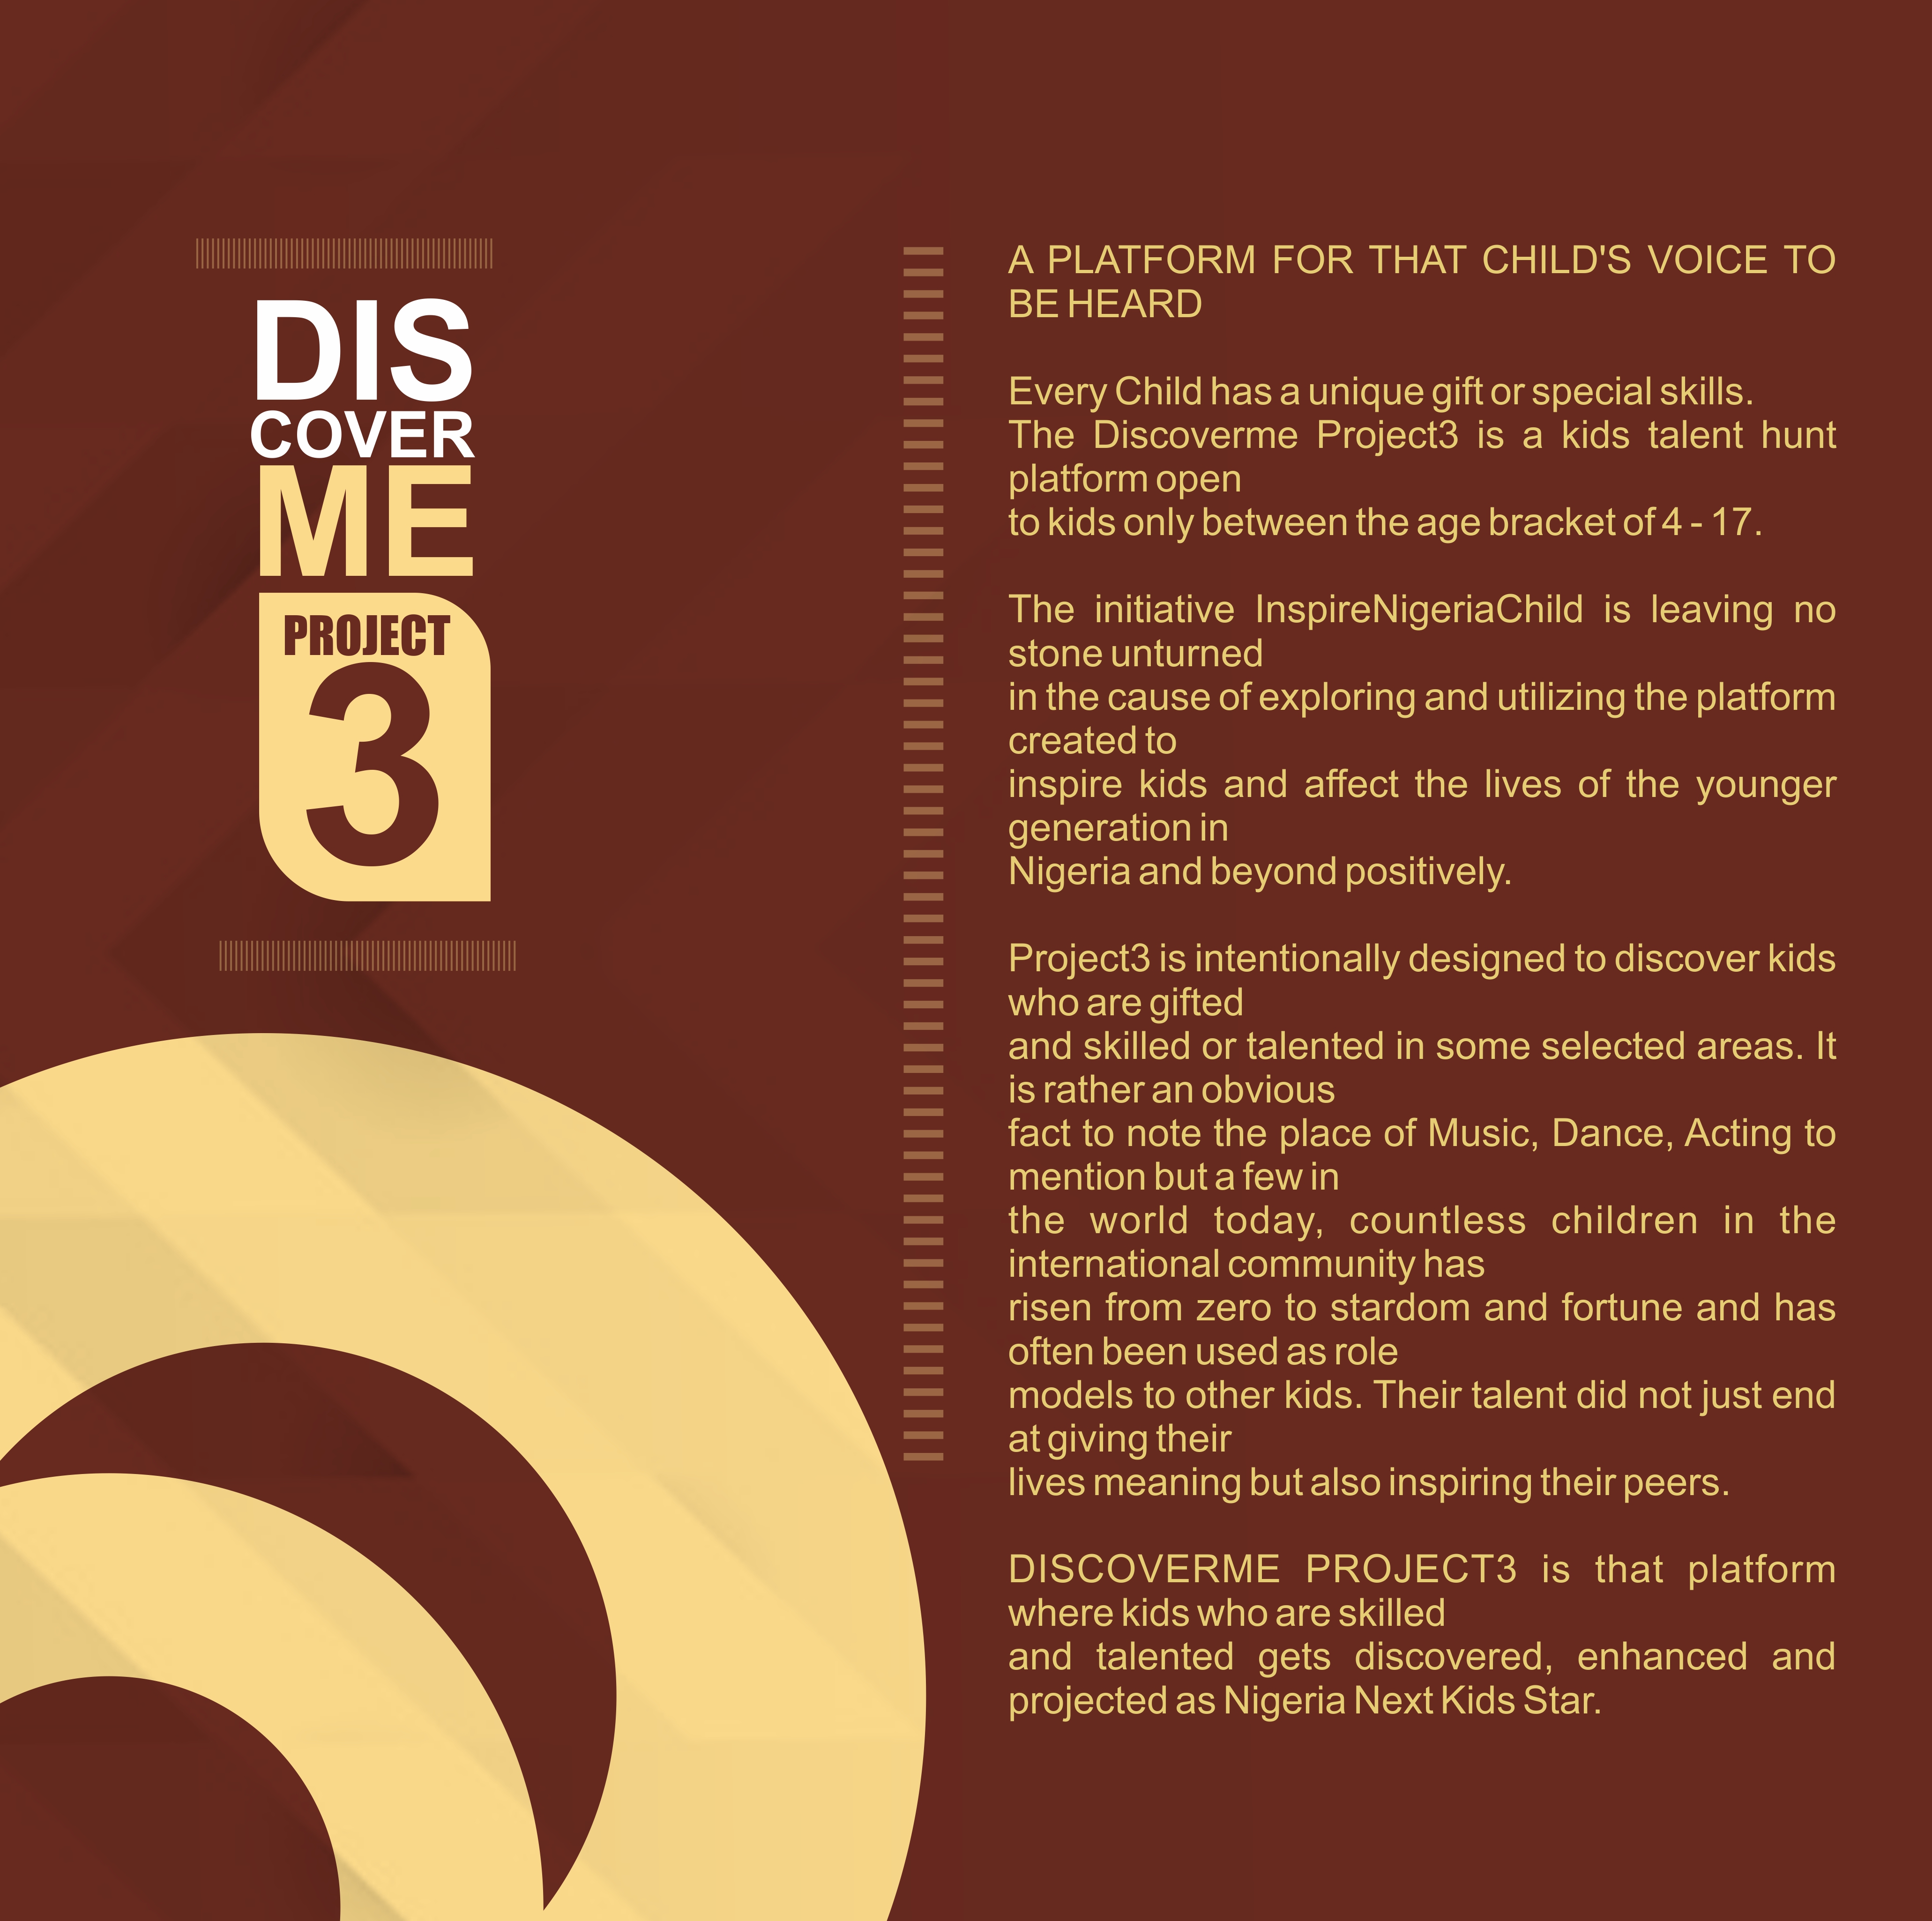 DIS
COVER
ME
PROJECT
3
A PLATFORM FOR THAT CHILD'S VOICE TO
BE HEARD
Every Child has a unique gift or special skills.
The Discoverme Project3 is a kids talent hunt
platform open
to kids only between the age bracket of 4 - 17.
The initiative InspireNigeriaChild is leaving no
stone unturned
in the cause of exploring and utilizing the platform
created to
inspire kids and affect the lives of the younger
generation in
Nigeria and beyond positively.
Project3 is intentionally designed to discover kids
who are gifted
and skilled or talented in some selected areas. It
is rather an obvious
fact to note the place of Music, Dance, Acting to
mention but a few in
the world today, countless children in the
international community has
risen from zero to stardom and fortune and has
often been used as role
models to other kids. Their talent did not just end
at giving their
lives meaning but also inspiring their peers.
DISCOVERME PROJECT3 is that platform
where kids who are skilled
and talented gets discovered, enhanced and
projected as Nigeria Next Kids Star.